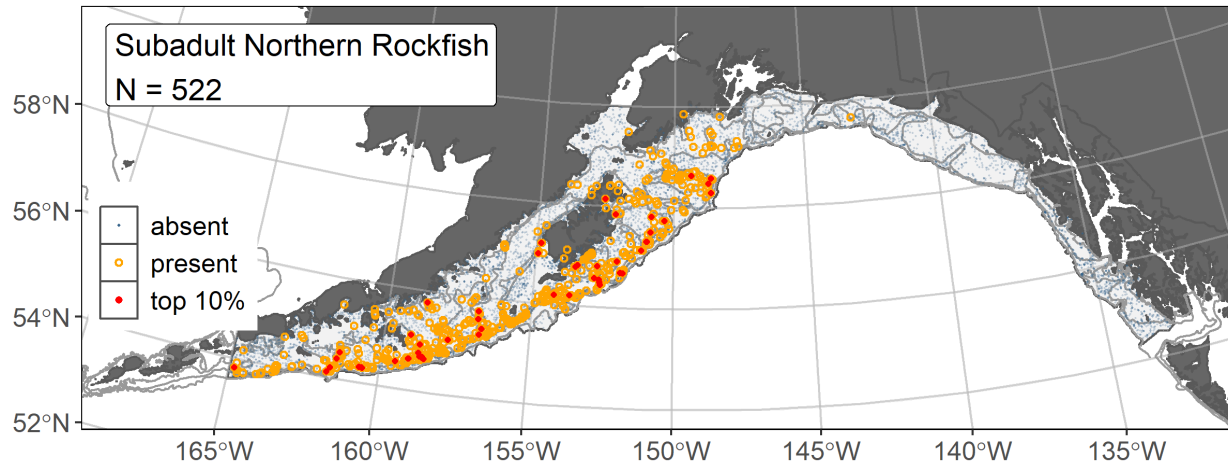 Subadult Northern Rockfish
N = 522
58°N
56°N
54°N
52°N
absent
present
top 10%
165°W
160°W
155°W
150°W
145°W
140°W
135°W